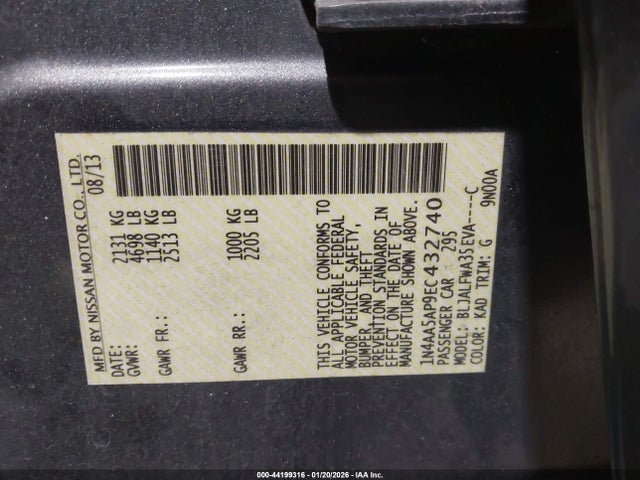 MFD BY NISSAN MOTOR CO., LTD.
DATE: 08/13
GVWR: 2131 KG
4698 LB
GAWR FR.: 1140 KG
2513 LB
GAWR RR.: 1000 KG
2205 LB
THIS VEHICLE CONFORMS TO
ALL APPLICABLE FEDERAL
MOTOR VEHICLE SAFETY,
BUMPER, AND THEFT
PREVENTION STANDARDS IN
EFFECT ON THE DATE OF
MANUFACTURE SHOWN ABOVE.
1N4AA5AP9EC432740
PASSENGER CAR 295
MODEL: BLJALFWA35EVA-----C
COLOR: KAD TRIM: G 9N00A
000-44199316 | 01/20/2026 | IAA Inc.